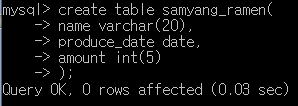 mysql> create table samyang_ramen(
    -> name varchar(20),
    -> produce_date date,
    -> amount int(5)
    -> );
Query OK, 0 rows affected (0.03 sec)